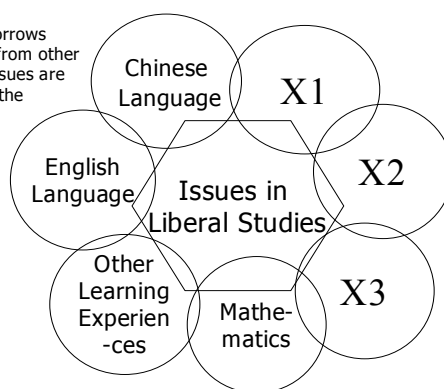 orrows
from other
sues are
the
Chinese
Language
X1
English
Language
X2
Issues in
Liberal Studies
Other
Learning
Experien
-ces
Mathe-
matics
X3